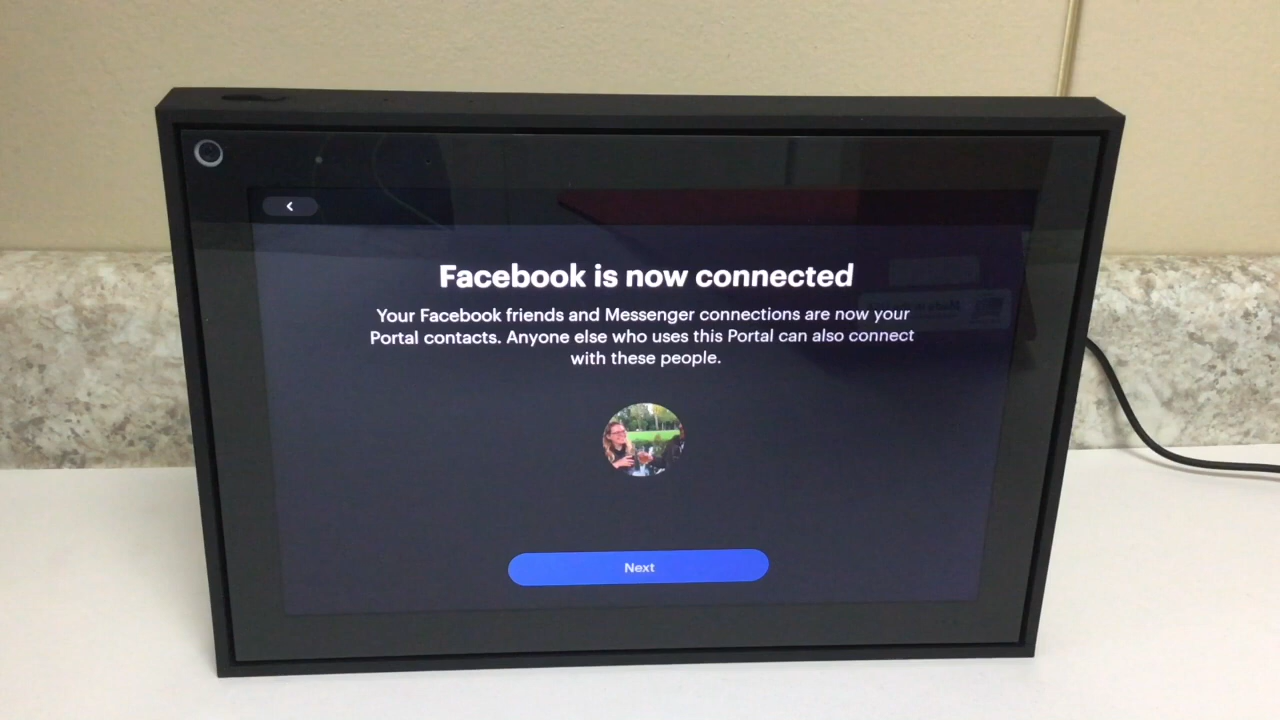 Facebook is now connected
Your Facebook friends and Messenger connections are now your
Portal contacts. Anyone else who uses this Portal can also connect
with these people.
Next